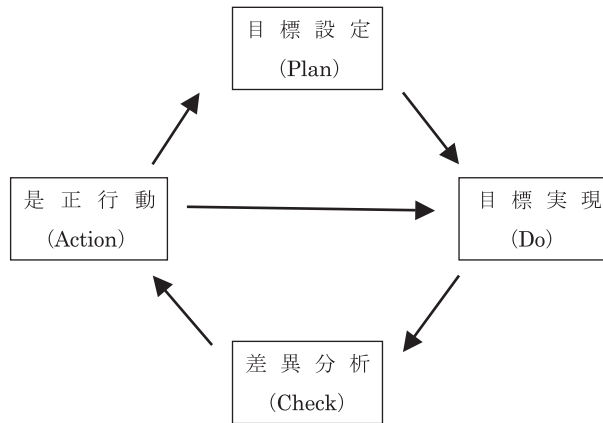 目標設定
(Plan)
是正行動
(Action)
目標実現
(Do)
差異分析
(Check)